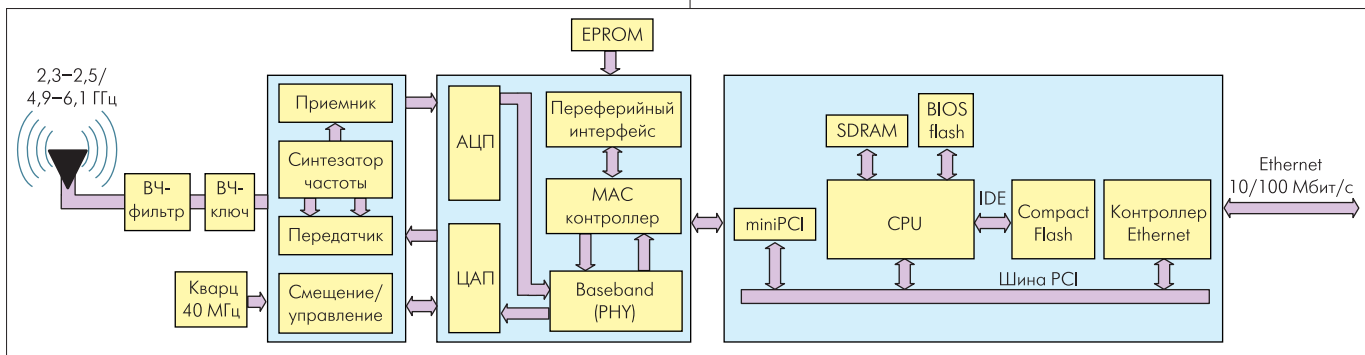 2,3–2,5/
4,9–6,1 ГГц
ВЧ-
фильтр
ВЧ-
ключ
Кварц
40 МГц
Приемник
Синтезатор
частоты
Передатчик
Смещение/
управление
АЦП
ЦАП
EPROM
Переферийный
интерфейс
MAC
контроллер
Baseband
(PHY)
miniPCI
SDRAM
BIOS
flash
CPU
IDE
Compact
Flash
Контроллер
Ethernet
Шина PCI
Ethernet
10/100 Мбит/с